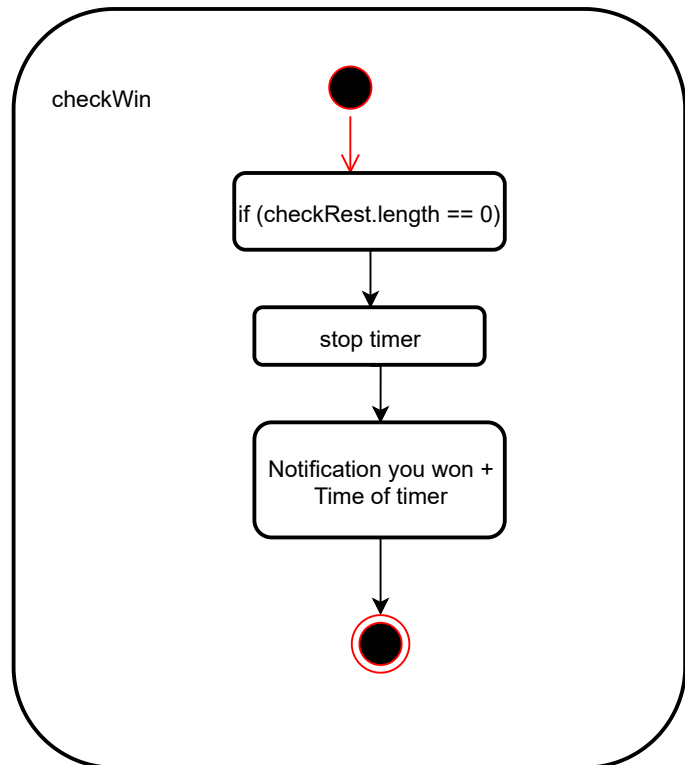 checkWin
if (checkRest.length == 0)
stop timer
Notification you won +
Time of timer